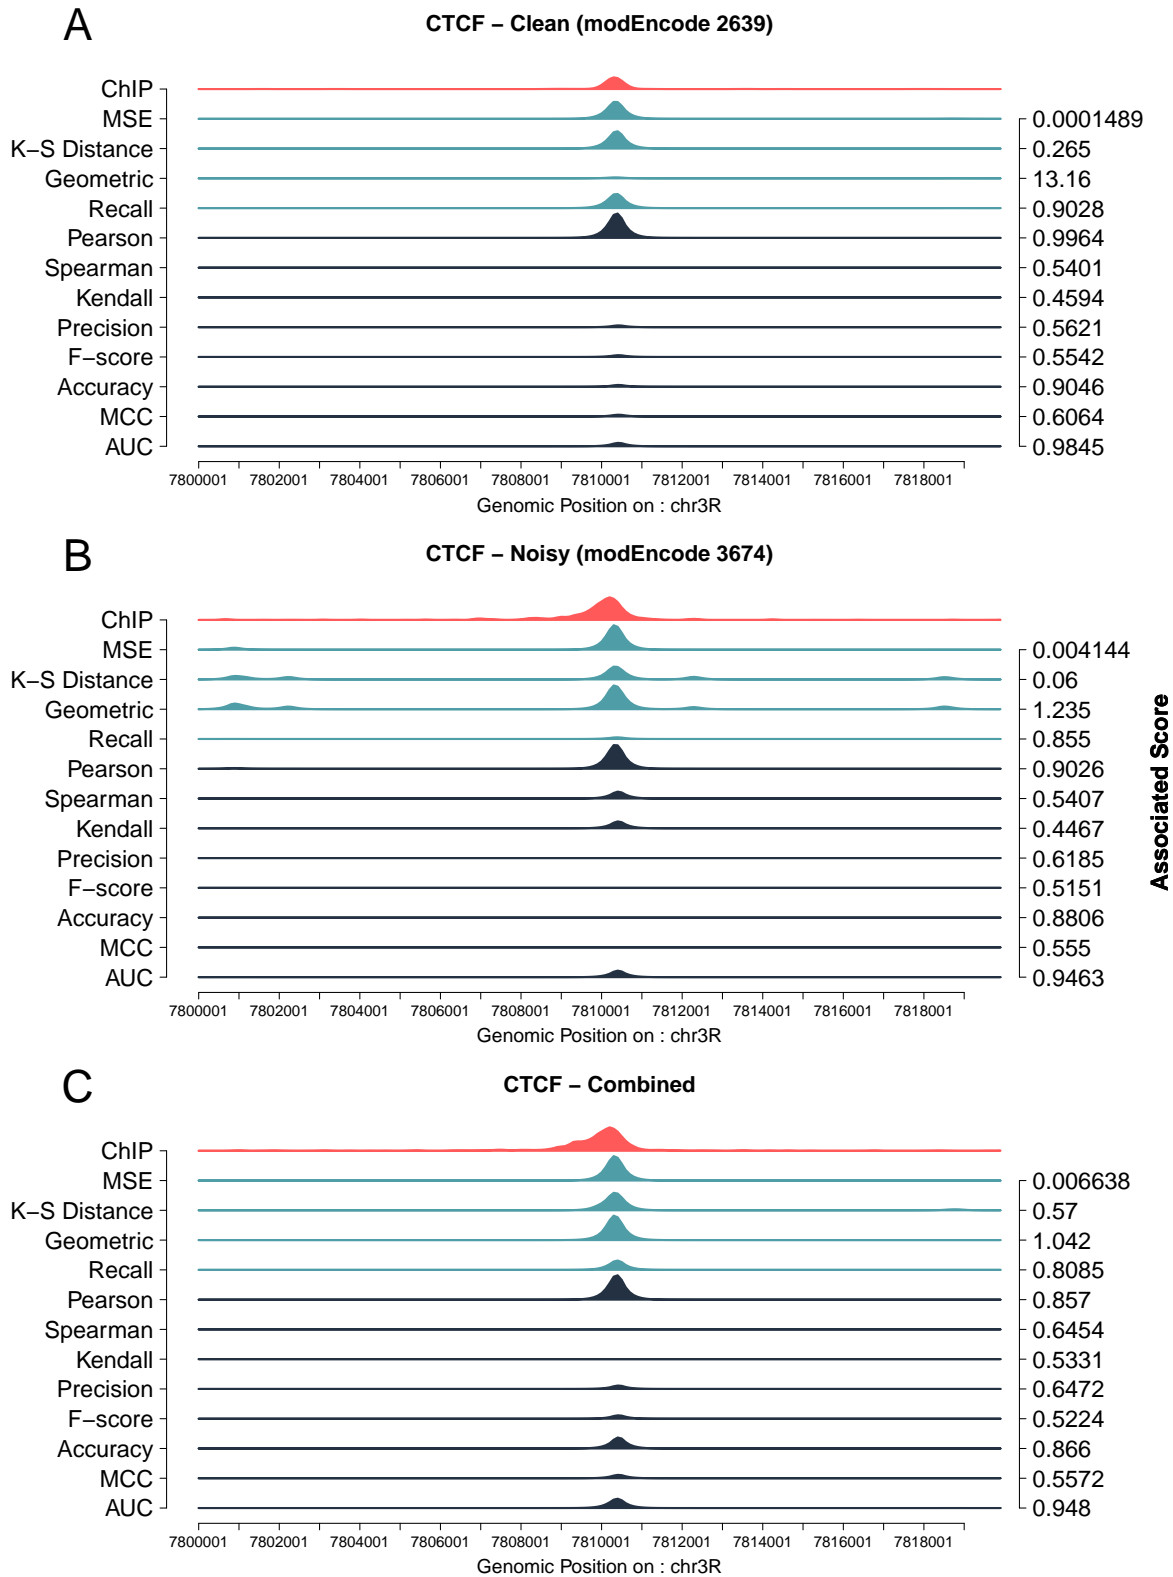 A
CTCF − Clean (modEncode 2639)
ChIP
MSE 0.0001489
K−S Distance 0.265
Geometric 13.16
Recall 0.9028
Pearson 0.9964
Spearman 0.5401
Kendall 0.4594
Precision 0.5621
F−score 0.5542
Accuracy 0.9046
MCC 0.6064
AUC 0.9845
7800001 7802001 7804001 7806001 7808001 7810001 7812001 7814001 7816001 7818001
Genomic Position on : chr3R
B
CTCF − Noisy (modEncode 3674)
ChIP
MSE 0.004144
K−S Distance 0.06
Geometric 1.235
Recall 0.855
Pearson 0.9026
Spearman 0.5407
Kendall 0.4467
Precision 0.6185
F−score 0.5151
Accuracy 0.8806
MCC 0.555
AUC 0.9463
7800001 7802001 7804001 7806001 7808001 7810001 7812001 7814001 7816001 7818001
Genomic Position on : chr3R
Associated Score
C
CTCF − Combined
ChIP
MSE 0.006638
K−S Distance 0.57
Geometric 1.042
Recall 0.8085
Pearson 0.857
Spearman 0.6454
Kendall 0.5331
Precision 0.6472
F−score 0.5224
Accuracy 0.866
MCC 0.5572
AUC 0.948
7800001 7802001 7804001 7806001 7808001 7810001 7812001 7814001 7816001 7818001
Genomic Position on : chr3R